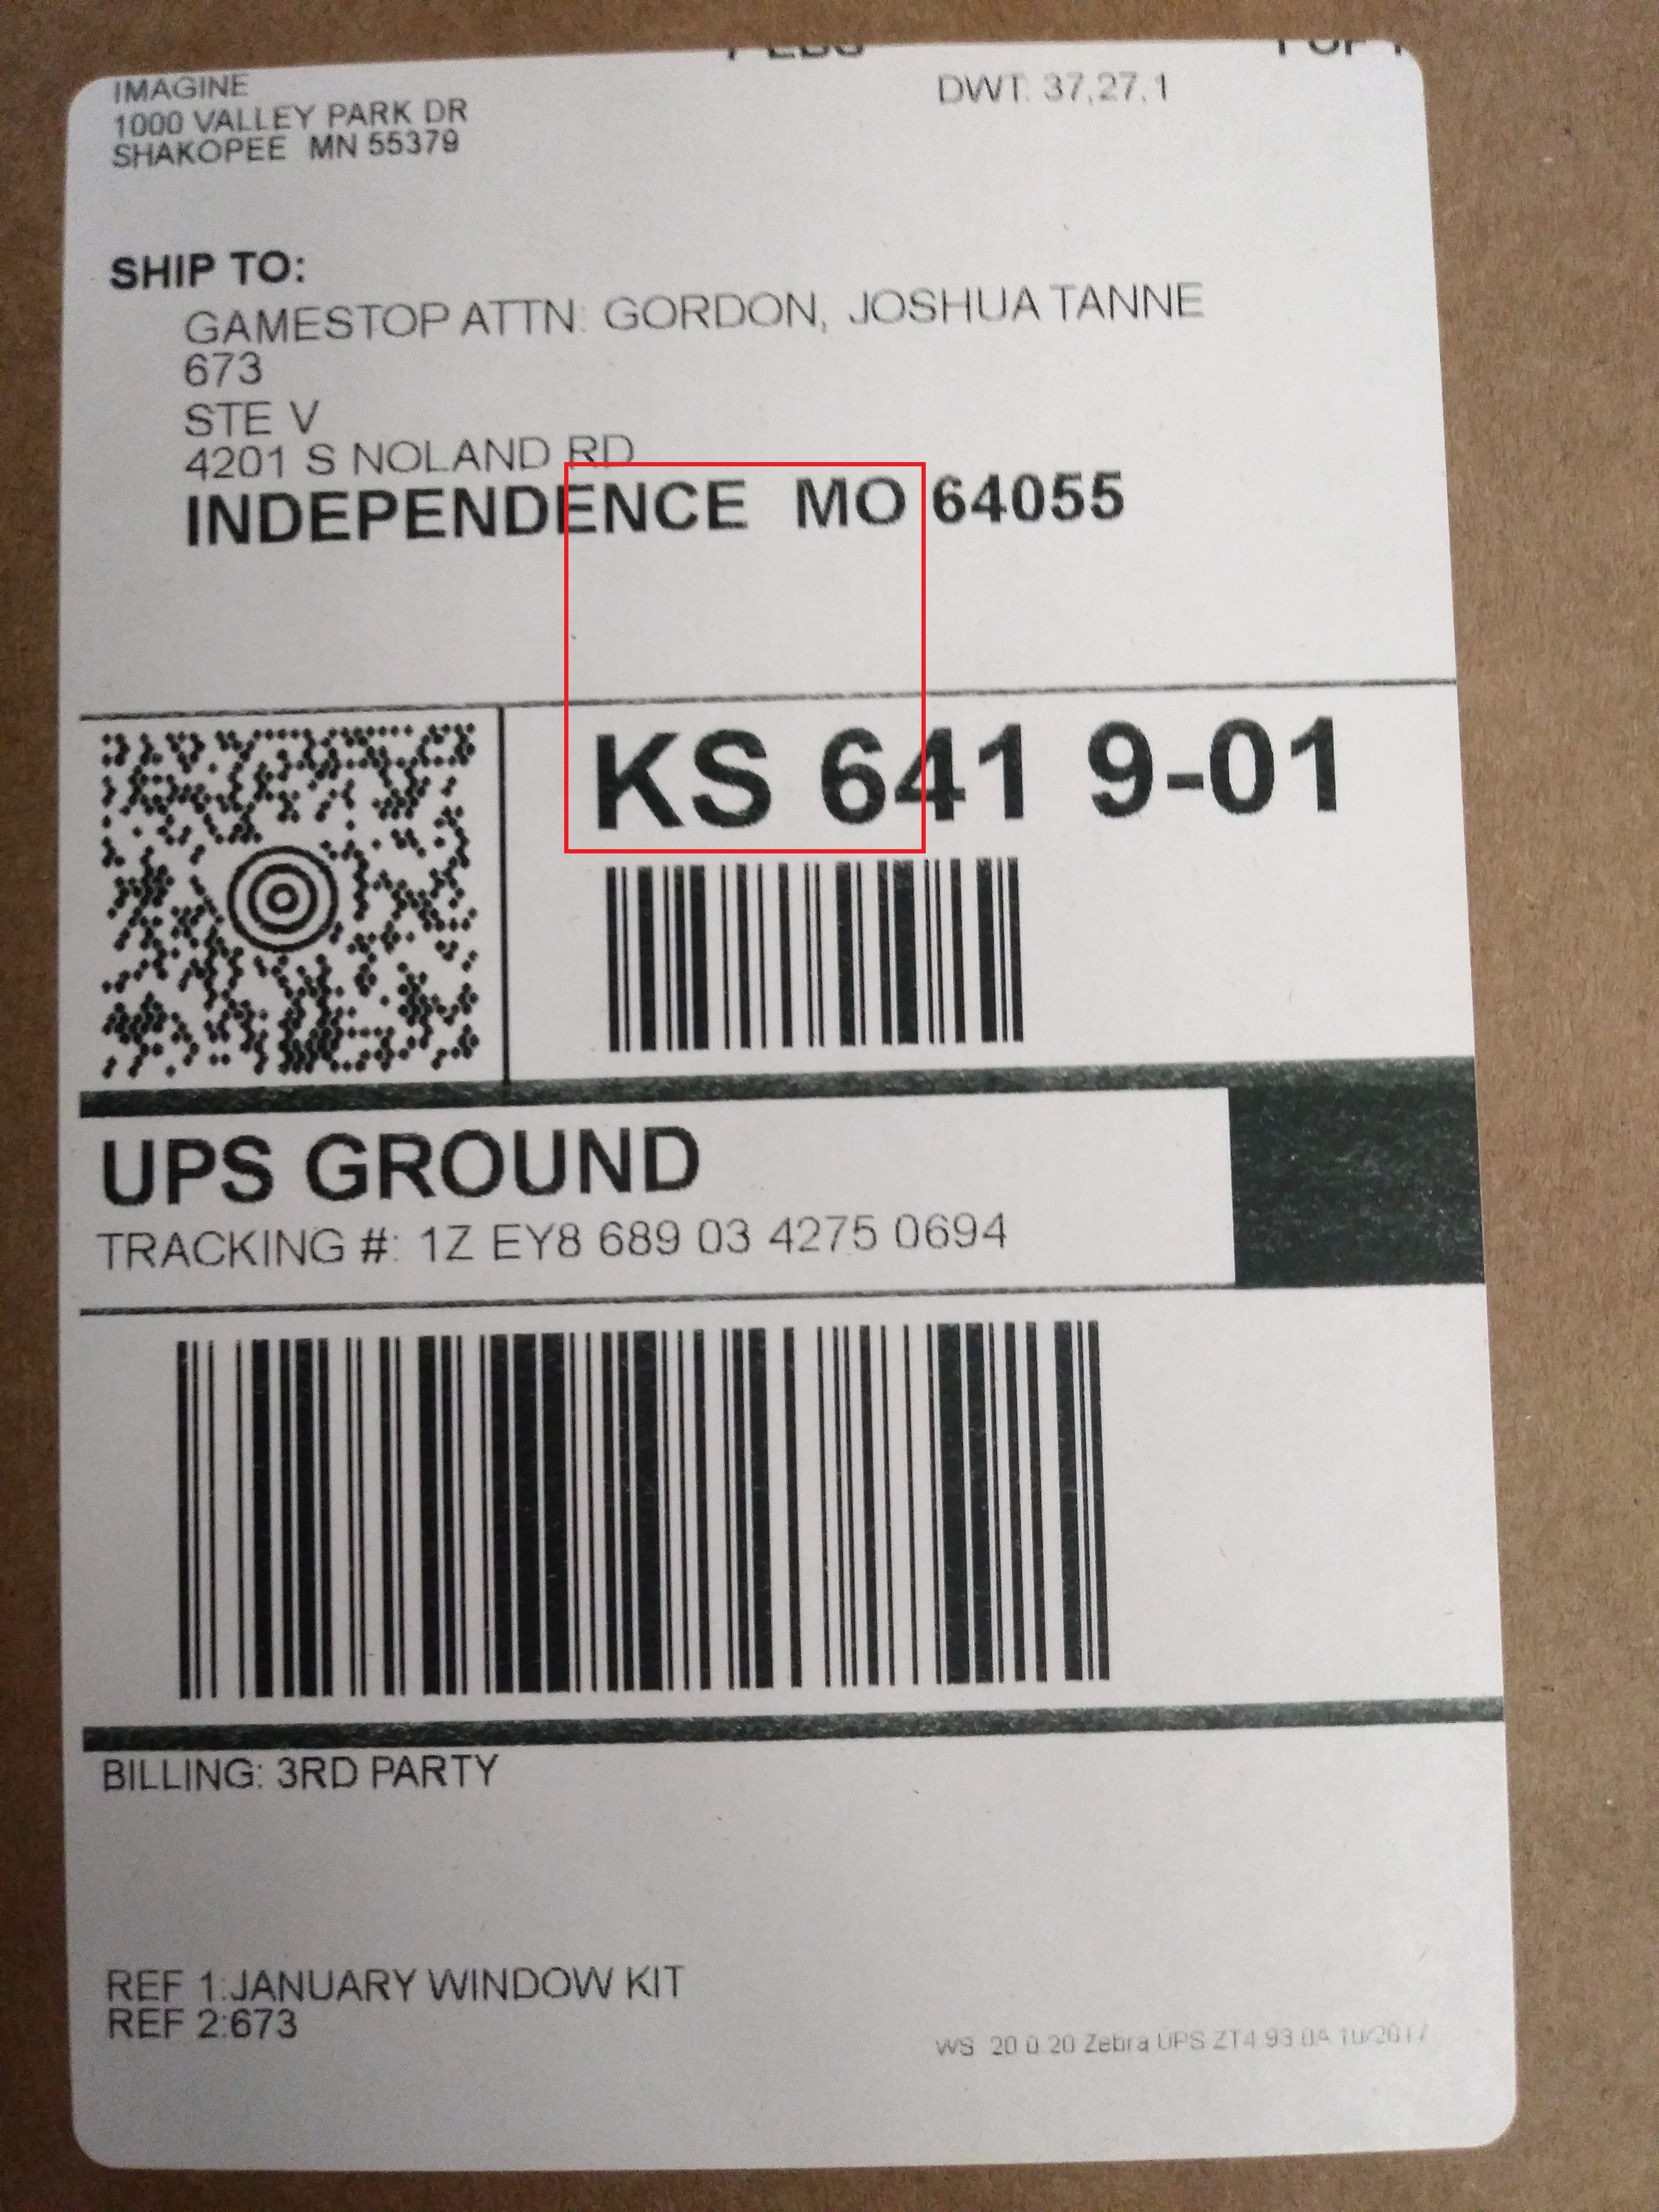 IMAGINE
1000 VALLEY PARK DR
SHAKOPEE MN 55379
DWT: 37,27,1
SHIP TO:
GAMESTOP ATTN: GORDON, JOSHUA TANNE
673
STE V
4201 S NOLAND RD
INDEPENDENCE MO 64055
KS 641 9-01
UPS GROUND
TRACKING #: 1Z EY8 689 03 4275 0694
BILLING: 3RD PARTY
REF 1:JANUARY WINDOW KIT
REF 2:673
WS 20 0 20 Zebra UPS ZT4 93.0A 10/2017